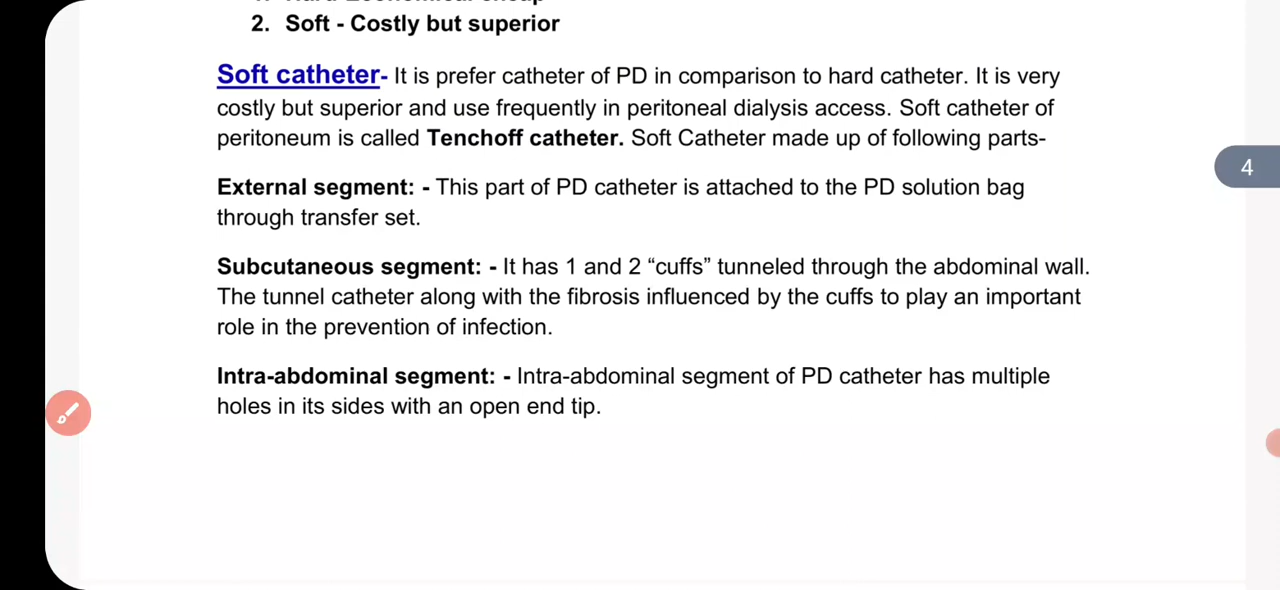 2. Soft - Costly but superior
Soft catheter- It is prefer catheter of PD in comparison to hard catheter. It is very
costly but superior and use frequently in peritoneal dialysis access. Soft catheter of
peritoneum is called Tenchoff catheter. Soft Catheter made up of following parts-
4
External segment: - This part of PD catheter is attached to the PD solution bag
through transfer set.
Subcutaneous segment: - It has 1 and 2 “cuffs” tunneled through the abdominal wall.
The tunnel catheter along with the fibrosis influenced by the cuffs to play an important
role in the prevention of infection.
Intra-abdominal segment: - Intra-abdominal segment of PD catheter has multiple
holes in its sides with an open end tip.